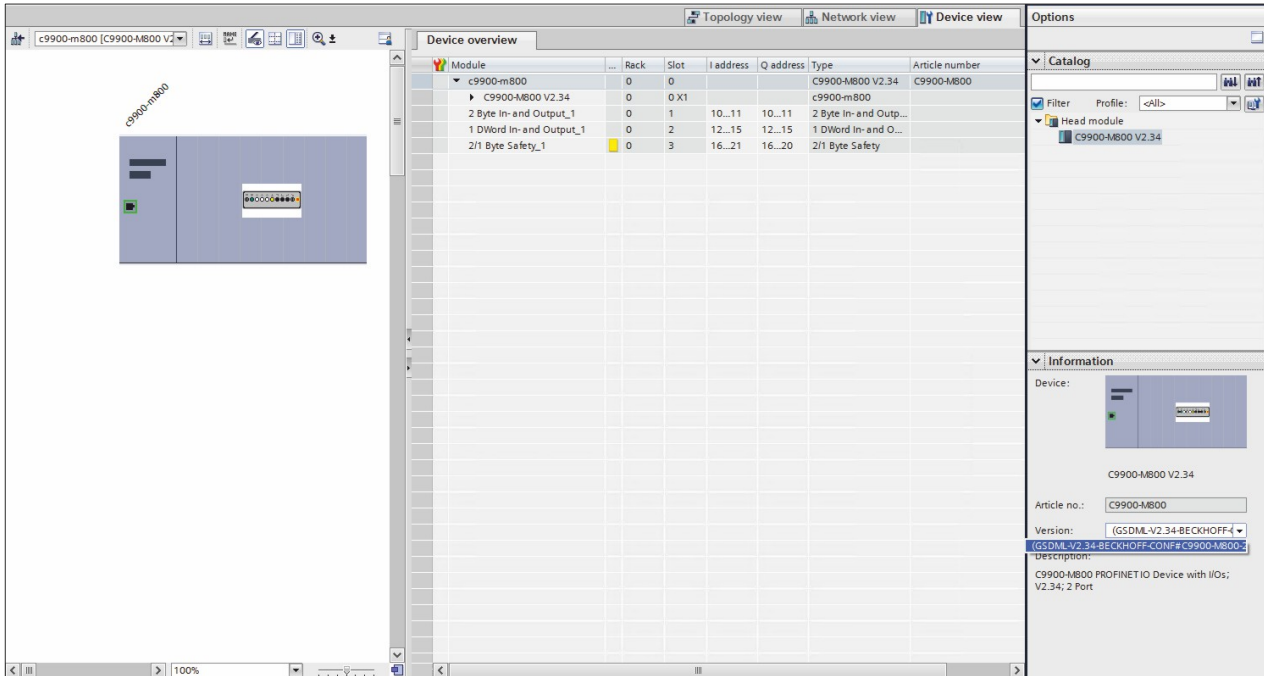 Topology view Network view Device view Options
c9900-m800 [C9900-M800 V2 Device overview
Module ... Rack Slot I address Q address Type Article number
c9900-m800 0 0 C9900-M800 V2.34 C9900-M800
C9900-M800 V2.34 0 0 X1 c9900-m800
2 Byte In- and Output_1 0 1 10...11 10...11 2 Byte In- and Outp...
1 DWord In- and Output_1 0 2 12...15 12...15 1 DWord In- and O...
2/1 Byte Safety_1 0 3 16...21 16...20 2/1 Byte Safety
c9900-m800
100%
Catalog
Filter Profile: <All>
Head module
C9900-M800 V2.34
Information
Device:
C9900-M800 V2.34
Article no.: C9900-M800
Version: (GSDML-V2.34-BECKHOFF-
(GSDML-V2.34-BECKHOFF-CONF#C9900-M800-2
Description:
C9900-M800 PROFINET IO Device with I/Os;
V2.34; 2 Port